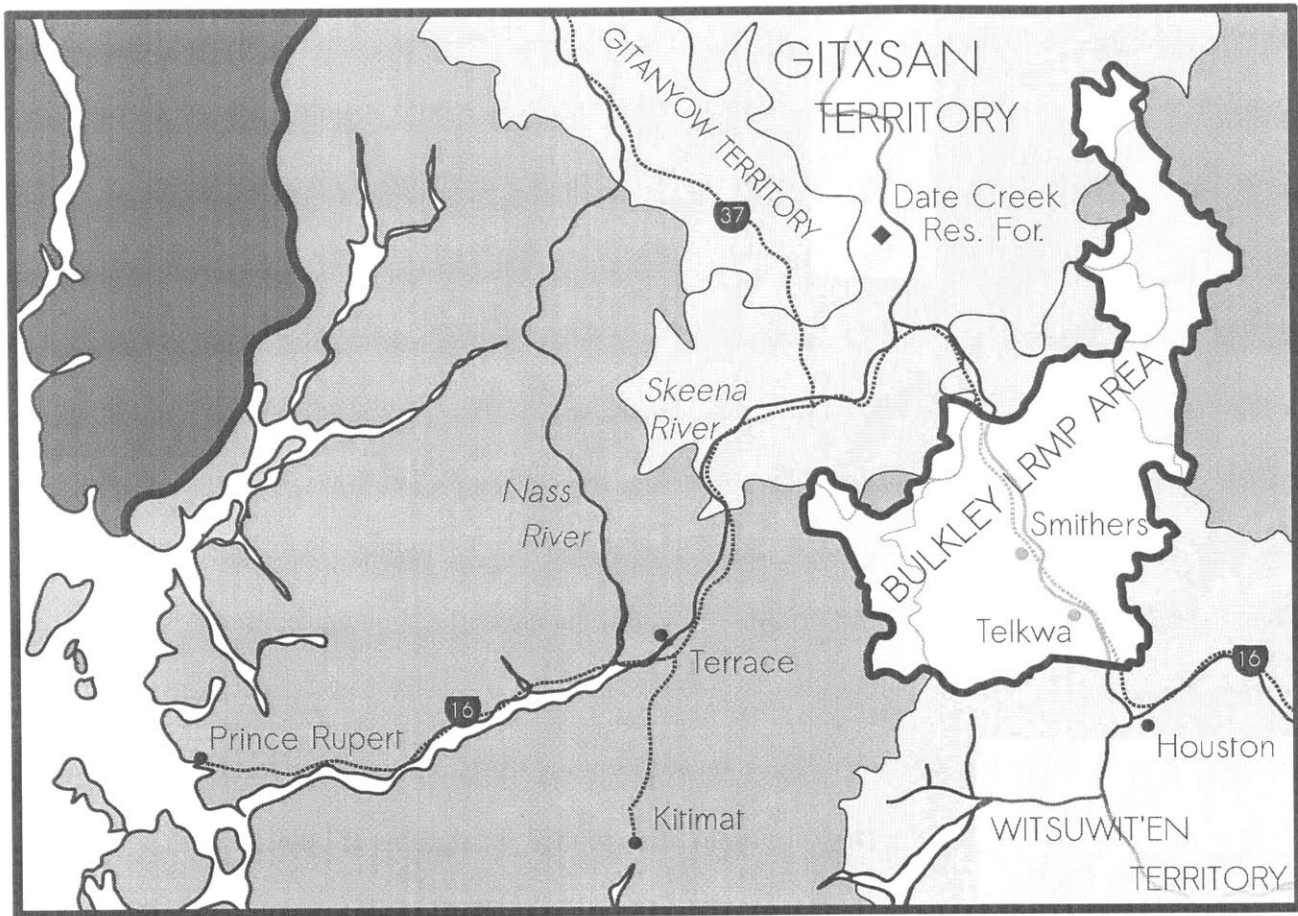 GITXSAN
TERRITORY
GITANYOW TERRITORY
37
Date Creek
Res. For.
Skeena
River
BULKLEY LRMP AREA
Nass
River
Smithers
Telkwa
Terrace
16
16
Prince Rupert
Houston
Kitimat
WITSUWIT'EN
TERRITORY